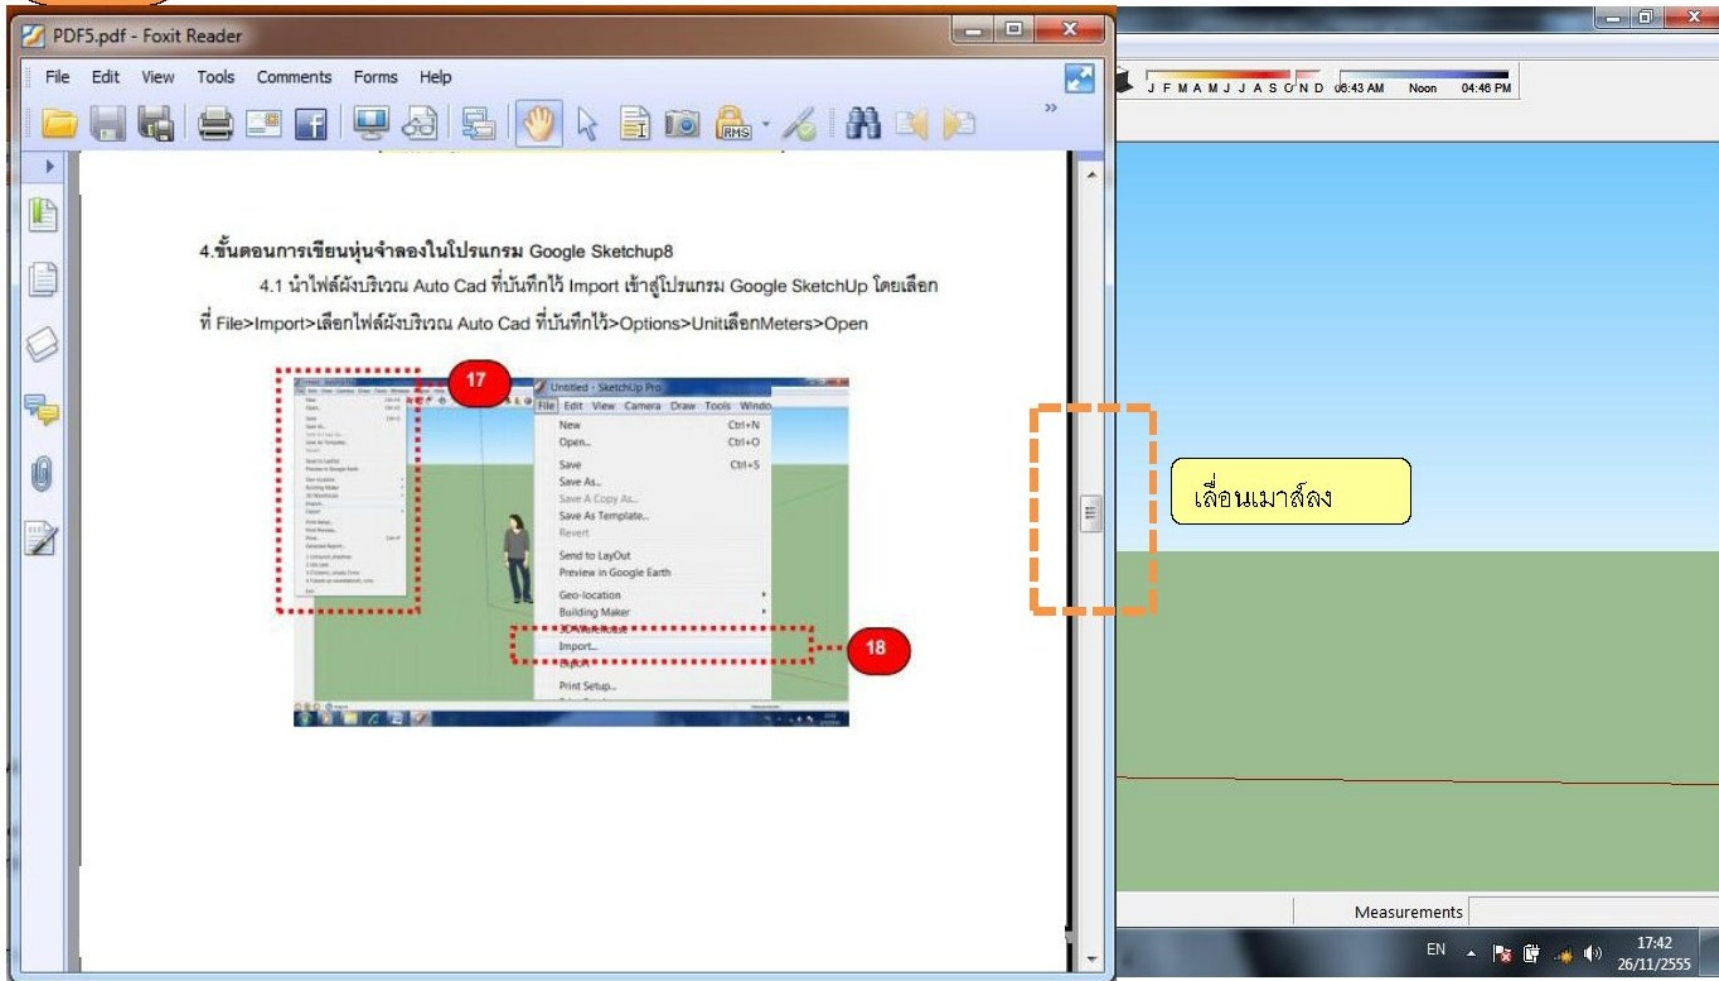 PDF5.pdf - Foxit Reader
File Edit View Tools Comments Forms Help
RMS
J F M A M J J A S O N D 06:43 AM Noon 04:46 PM
4.ขั้นตอนการเขียนหุ่นจำลองในโปรแกรม Google Sketchup8
4.1 นำไฟล์ผังบริเวณ Auto Cad ที่บันทึกไว้ Import เข้าสู่โปรแกรม Google SketchUp โดยเลือก
ที่ File>Import>เลือกไฟล์ผังบริเวณ Auto Cad ที่บันทึกไว้>Options>UnitเลือกMeters>Open
17
Untitled - SketchUp Pro
File Edit View Camera Draw Tools Windo
New Ctrl+N
Open... Ctrl+O
Save Ctrl+S
Save As...
Save A Copy As...
Save As Template...
Revert
Send to LayOut
Preview in Google Earth
Geo-location
Building Maker
3D Warehouse
Import...
Export
Print Setup...
18
เลื่อนเมาส์ลง
Measurements
EN
17:42
26/11/2555